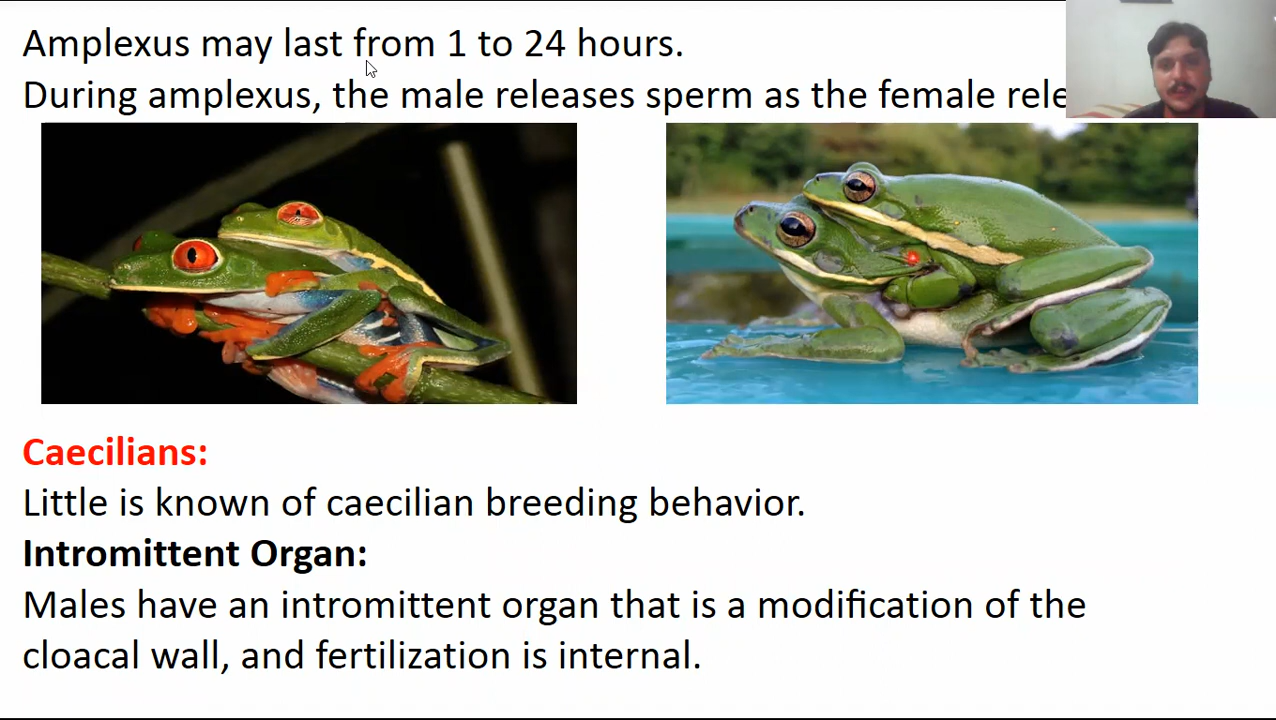 Amplexus may last from 1 to 24 hours.
During amplexus, the male releases sperm as the female
Caecilians:
Little is known of caecilian breeding behavior.
Intromittent Organ:
Males have an intromittent organ that is a modification of the
cloacal wall, and fertilization is internal.